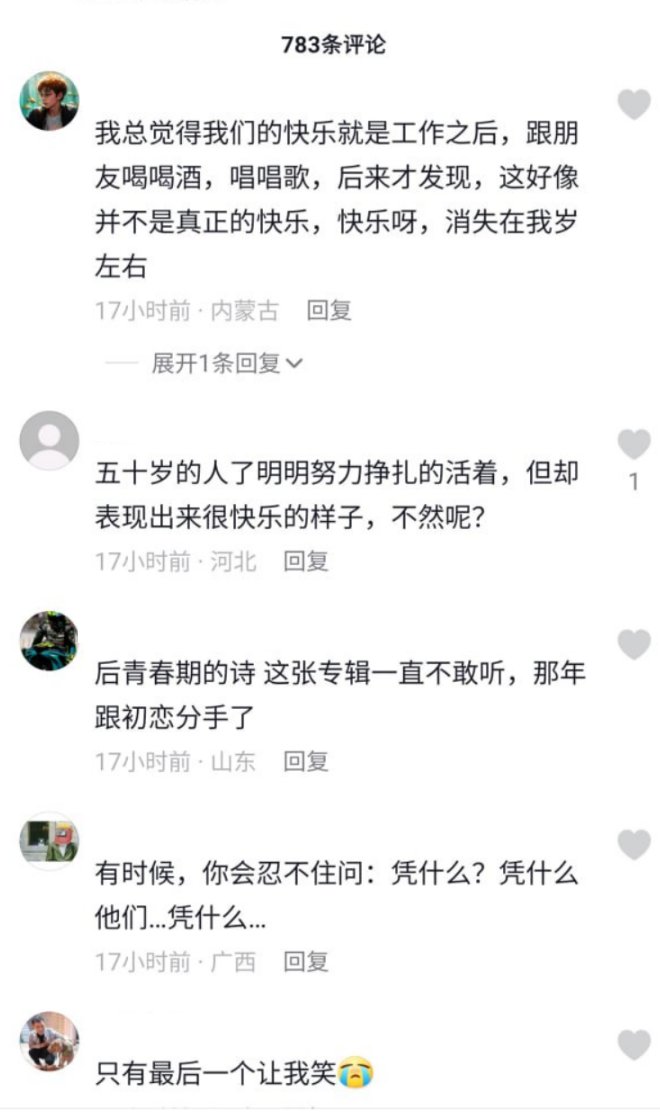 783条评论
我总觉得我们的快乐就是工作之后，跟朋
友喝喝酒，唱唱歌，后来才发现，这好像
并不是真正的快乐，快乐呀，消失在我岁
左右
17小时前 · 内蒙古 回复
展开1条回复
五十岁的人了明明努力挣扎的活着，但却
表现出来很快乐的样子，不然呢？
1
17小时前 · 河北 回复
后青春期的诗 这张专辑一直不敢听，那年
跟初恋分手了
17小时前 · 山东 回复
有时候，你会忍不住问：凭什么？凭什么
他们...凭什么...
17小时前 · 广西 回复
只有最后一个让我笑😭